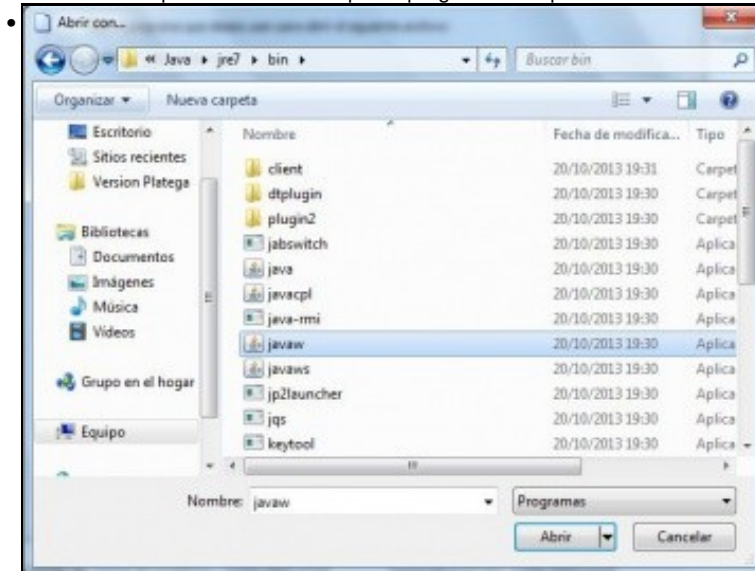 Abrir con...
« Java ▸ jre7 ▸ bin ▸
Buscar bin
Organizar
Nueva carpeta
Escritorio
Sitios recientes
Version Platega
Bibliotecas
Documentos
Imágenes
Música
Vídeos
Grupo en el hogar
Equipo
Nombre Fecha de modifica... Tipo
client 20/10/2013 19:31 Carpet
dtplugin 20/10/2013 19:30 Carpet
plugin2 20/10/2013 19:30 Carpet
jabswitch 20/10/2013 19:30 Aplica
java 20/10/2013 19:30 Aplica
javacpl 20/10/2013 19:30 Aplica
java-rmi 20/10/2013 19:30 Aplica
javaw 20/10/2013 19:30 Aplica
javaws 20/10/2013 19:30 Aplica
jp2launcher 20/10/2013 19:30 Aplica
jqs 20/10/2013 19:30 Aplica
keytool 20/10/2013 19:30 Aplica
Nombre: javaw
Programas
Abrir
Cancelar